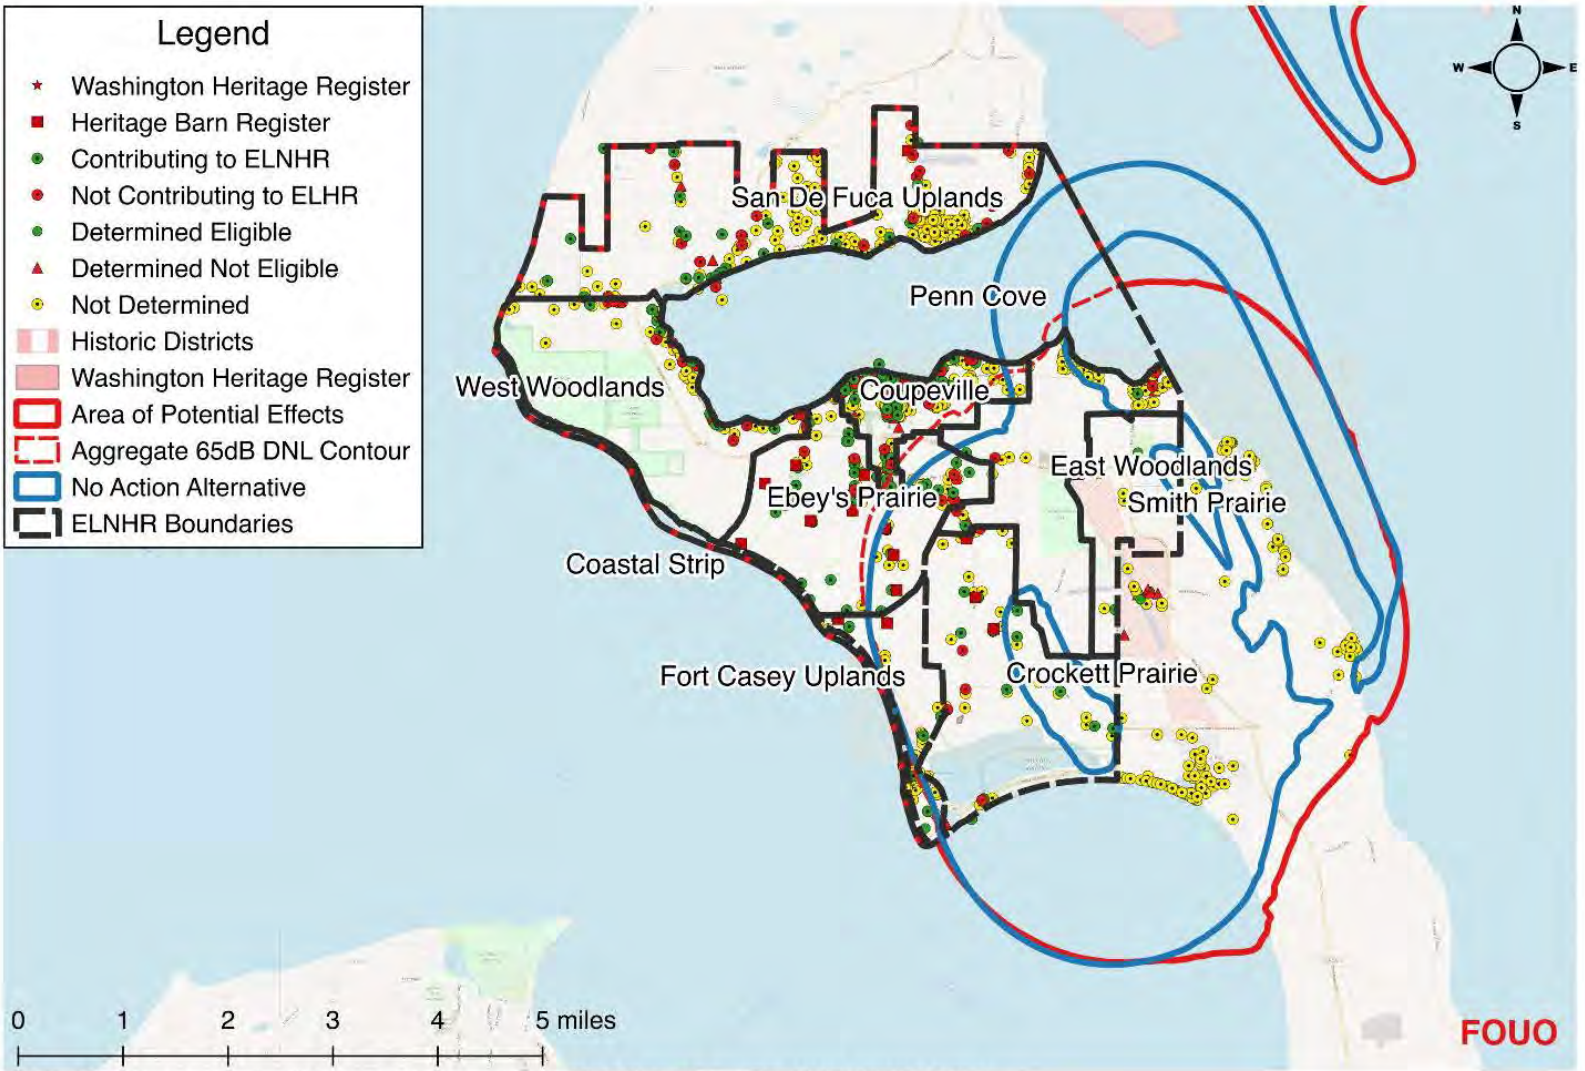 Legend
Washington Heritage Register
Heritage Barn Register
Contributing to ELNHR
Not Contributing to ELHR
Determined Eligible
Determined Not Eligible
Not Determined
Historic Districts
Washington Heritage Register
Area of Potential Effects
Aggregate 65dB DNL Contour
No Action Alternative
ELNHR Boundaries
N
W E
S
San De Fuca Uplands
Penn Cove
West Woodlands
Coupeville
East Woodlands
Ebey's Prairie
Smith Prairie
Coastal Strip
Fort Casey Uplands
Crockett Prairie
0 1 2 3 4 5 miles
FOUO